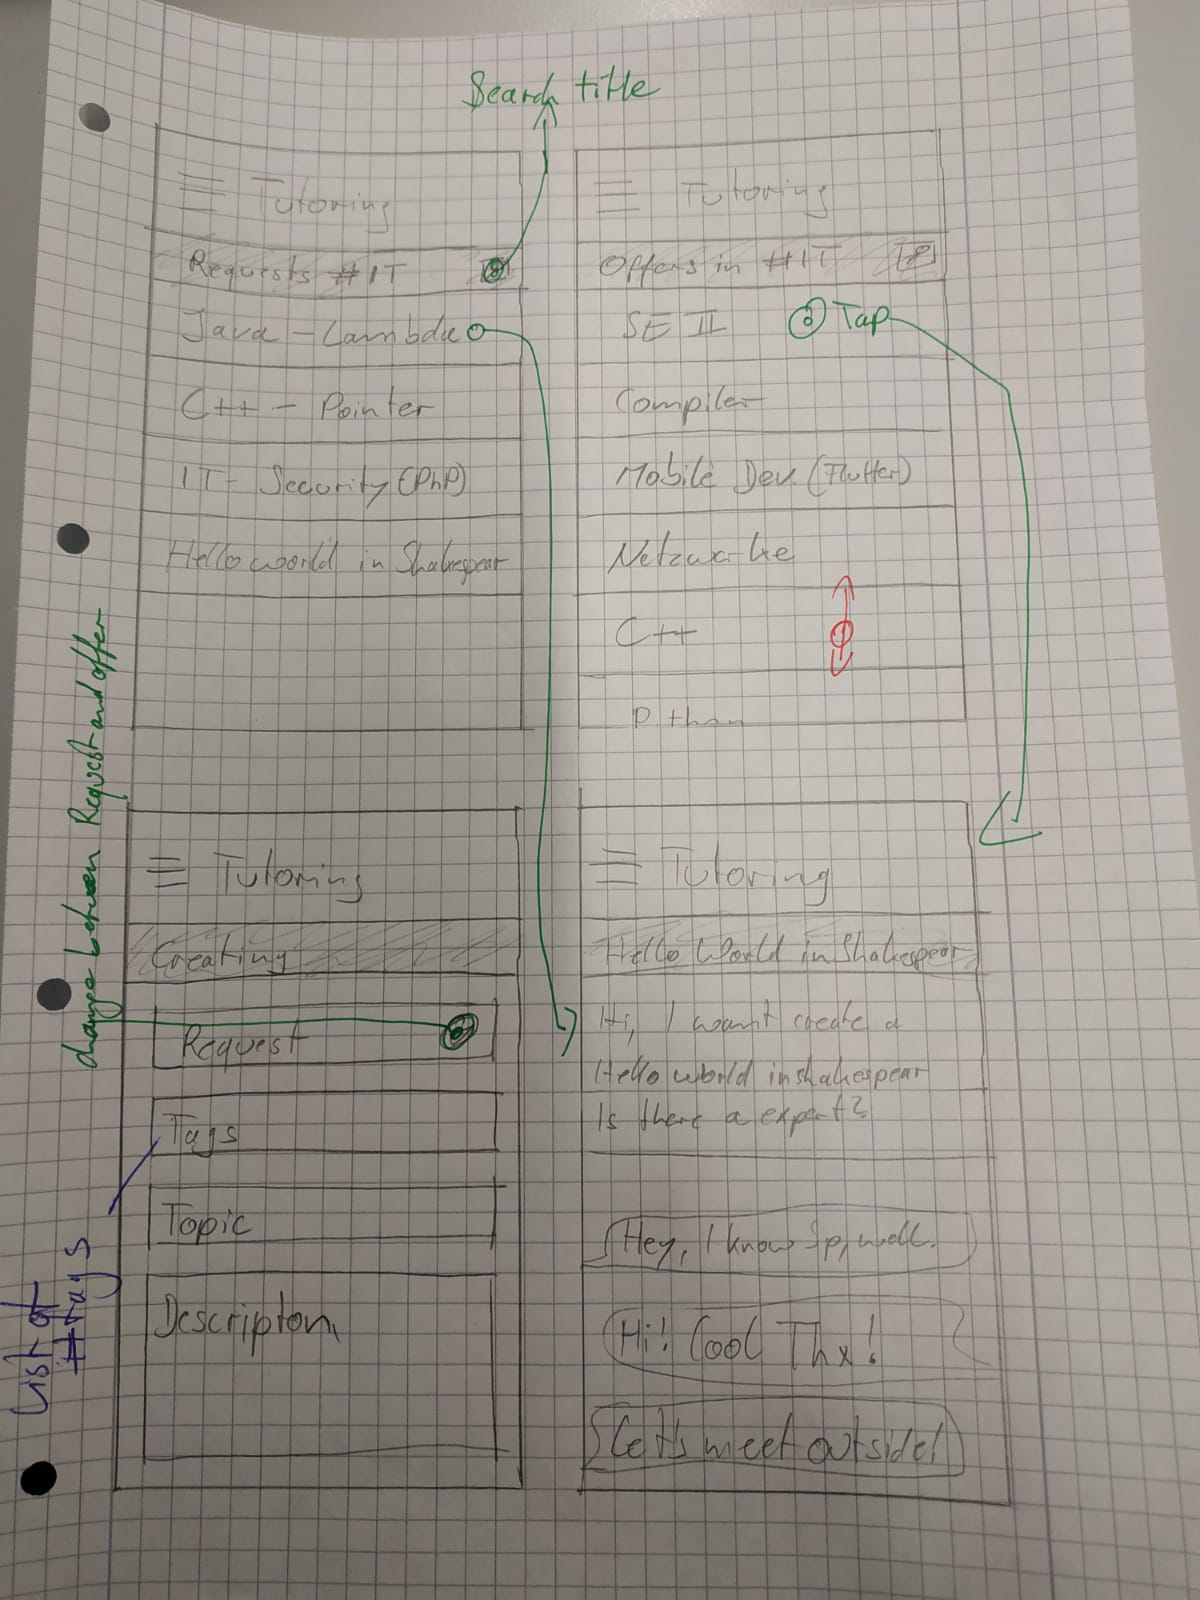 Search title
Tutoring
Requests #IT
Java - Lambda
C++ - Pointer
IT - Security (PhP)
Hello world in Shakespear
Tutoring
Offers in #IT
SE II
Tap
Compiler
Mobile Dev. (Flutter)
Netzwerke
C++
change between Request and offer
Tutoring
Creating
Request
Tags
Topic
Description
List of
#tags
Tutoring
Hello World in Shakespear
Hi, I want create a
Hello world in shakespear
Is there a expert?
Hey, I know well.
Hi! Cool Thx!
Let's meet outside!